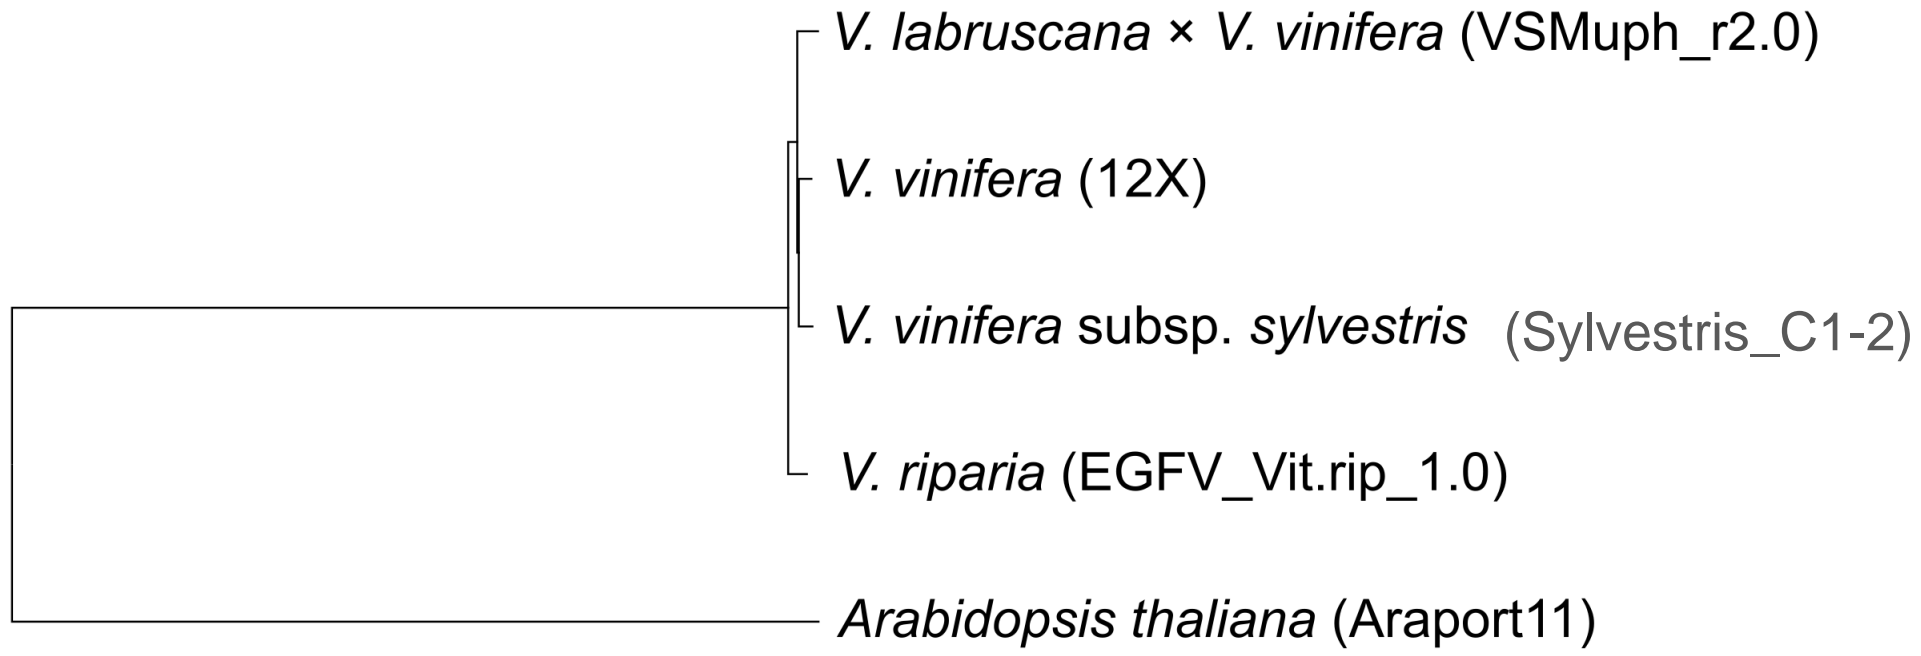 V. labruscana × V. vinifera (VSMuph_r2.0)
V. vinifera (12X)
V. vinifera subsp. sylvestris (Sylvestris_C1-2)
V. riparia (EGFV_Vit.rip_1.0)
Arabidopsis thaliana (Araport11)